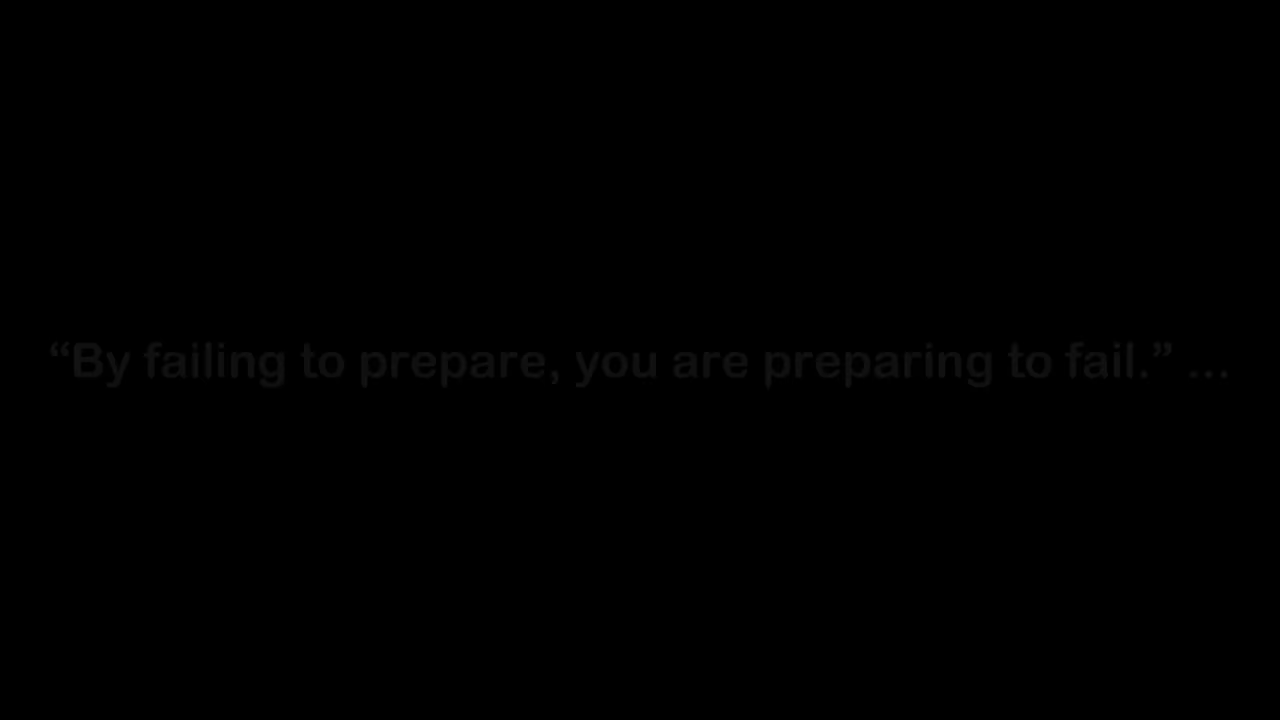 “By failing to prepare, you are preparing to fail.” ...